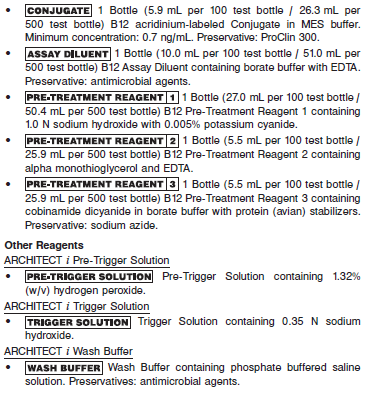 • CONJUGATE 1 Bottle (5.9 mL per 100 test bottle / 26.3 mL per
500 test bottle) B12 acridinium-labeled Conjugate in MES buffer.
Minimum concentration: 0.7 ng/mL. Preservative: ProClin 300.
• ASSAY DILUENT 1 Bottle (10.0 mL per 100 test bottle / 51.0 mL per
500 test bottle) B12 Assay Diluent containing borate buffer with EDTA.
Preservative: antimicrobial agents.
• PRE-TREATMENT REAGENT 1 1 Bottle (27.0 mL per 100 test bottle /
50.4 mL per 500 test bottle) B12 Pre-Treatment Reagent 1 containing
1.0 N sodium hydroxide with 0.005% potassium cyanide.
• PRE-TREATMENT REAGENT 2 1 Bottle (5.5 mL per 100 test bottle /
25.9 mL per 500 test bottle) B12 Pre-Treatment Reagent 2 containing
alpha monothioglycerol and EDTA.
• PRE-TREATMENT REAGENT 3 1 Bottle (5.5 mL per 100 test bottle /
25.9 mL per 500 test bottle) B12 Pre-Treatment Reagent 3 containing
cobinamide dicyanide in borate buffer with protein (avian) stabilizers.
Preservative: sodium azide.
Other Reagents
ARCHITECT i Pre-Trigger Solution
• PRE-TRIGGER SOLUTION Pre-Trigger Solution containing 1.32%
(w/v) hydrogen peroxide.
ARCHITECT i Trigger Solution
• TRIGGER SOLUTION Trigger Solution containing 0.35 N sodium
hydroxide.
ARCHITECT i Wash Buffer
• WASH BUFFER Wash Buffer containing phosphate buffered saline
solution. Preservatives: antimicrobial agents.